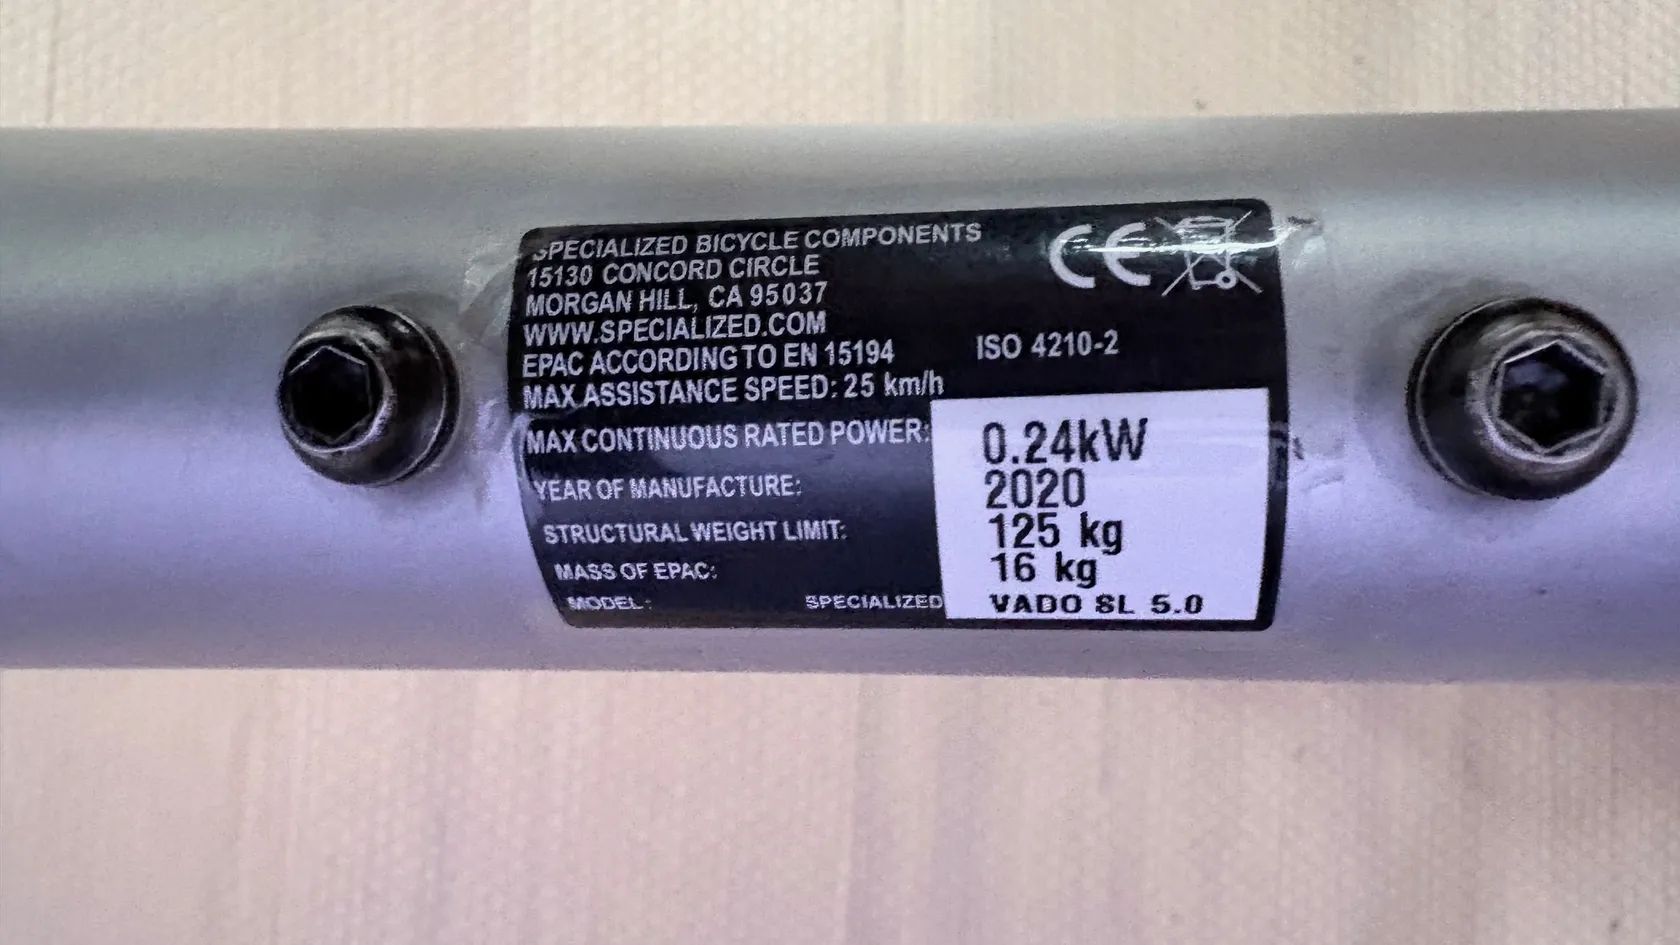 SPECIALIZED BICYCLE COMPONENTS
15130 CONCORD CIRCLE
MORGAN HILL, CA 95037
WWW.SPECIALIZED.COM
EPAC ACCORDING TO EN 15194
MAX ASSISTANCE SPEED: 25 km/h
CE
ISO 4210-2
MAX CONTINUOUS RATED POWER: 0.24kW
YEAR OF MANUFACTURE: 2020
STRUCTURAL WEIGHT LIMIT: 125 kg
MASS OF EPAC: 16 kg
MODEL: SPECIALIZED VADO SL 5.0